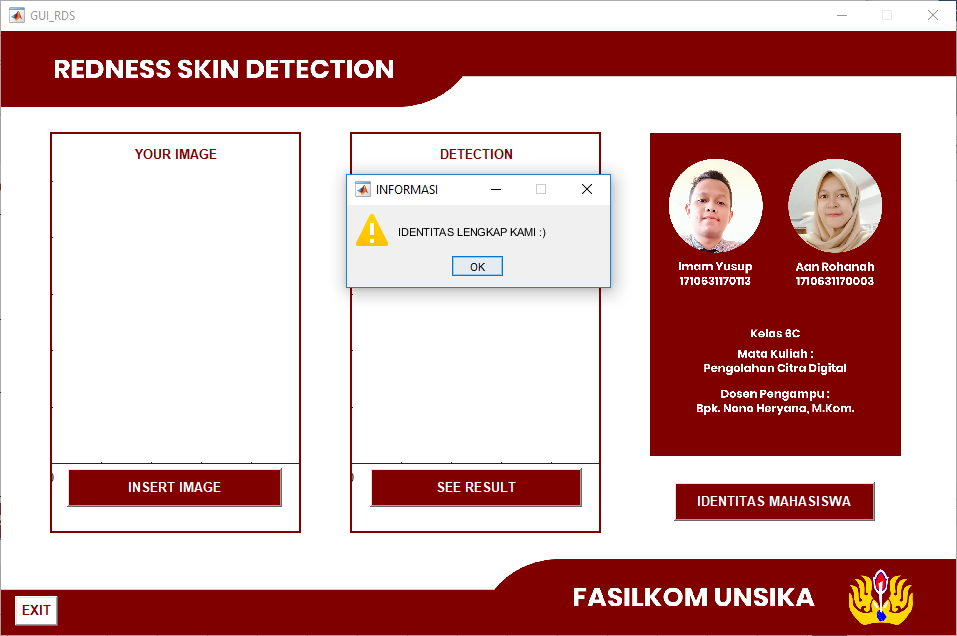 GUI_RDS
REDNESS SKIN DETECTION
YOUR IMAGE
DETECTION
INFORMASI
IDENTITAS LENGKAP KAMI :)
OK
Imam Yusup
1710631170113
Aan Rohanah
1710631170003
Kelas 6C
Mata Kuliah :
Pengolahan Citra Digital
Dosen Pengampu :
Bpk. Nono Heryana, M.Kom.
INSERT IMAGE
SEE RESULT
IDENTITAS MAHASISWA
EXIT
FASILKOM UNSIKA